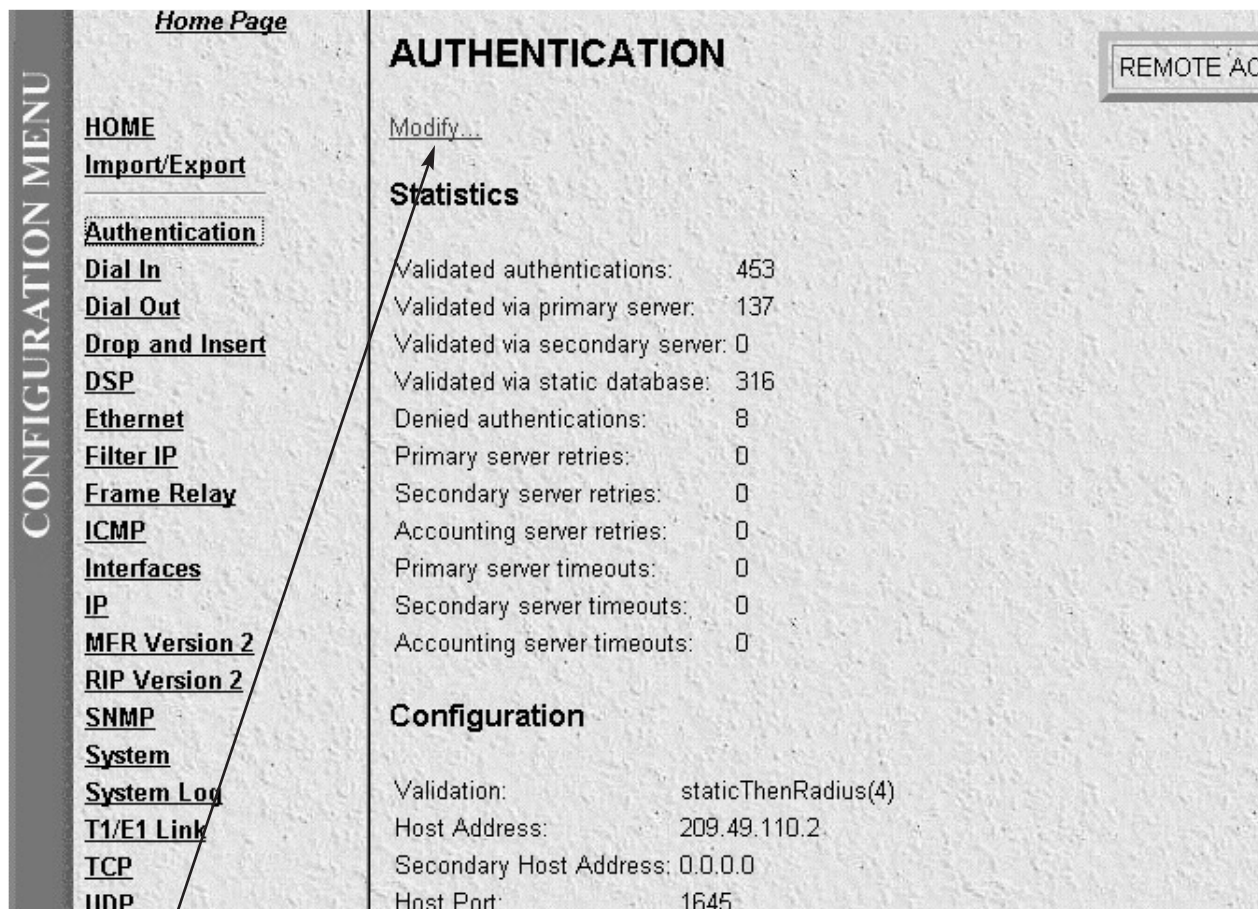 CONFIGURATION MENU
Home Page
HOME
Import/Export
Authentication
Dial In
Dial Out
Drop and Insert
DSP
Ethernet
Filter IP
Frame Relay
ICMP
Interfaces
IP
MFR Version 2
RIP Version 2
SNMP
System
System Log
T1/E1 Link
TCP
UDP
AUTHENTICATION
REMOTE AC
Modify...
Statistics
Validated authentications: 453
Validated via primary server: 137
Validated via secondary server: 0
Validated via static database: 316
Denied authentications: 8
Primary server retries: 0
Secondary server retries: 0
Accounting server retries: 0
Primary server timeouts: 0
Secondary server timeouts: 0
Accounting server timeouts: 0
Configuration
Validation: staticThenRadius(4)
Host Address: 209.49.110.2
Secondary Host Address: 0.0.0.0
Host Port: 1645